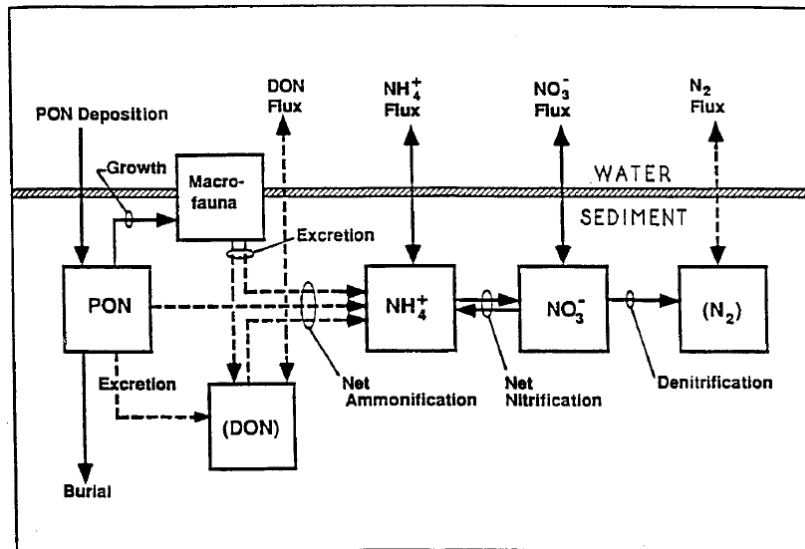 DON
Flux
NH₄⁺
Flux
NO₃⁻
Flux
N₂
Flux
PON Deposition
Growth
Macro-
fauna
WATER
SEDIMENT
Excretion
PON
NH₄⁺
NO₃⁻
(N₂)
Excretion
(DON)
Net
Ammonification
Net
Nitrification
Denitrification
Burial